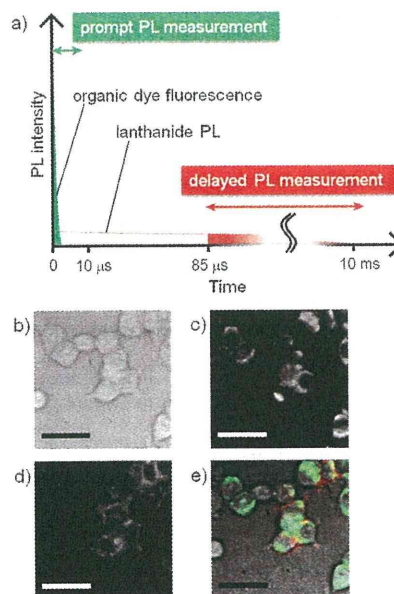 a)
prompt PL measurement
organic dye fluorescence
lanthanide PL
delayed PL measurement
PL intensity
0 10 µs 85 µs 10 ms
Time
b)
c)
d)
e)